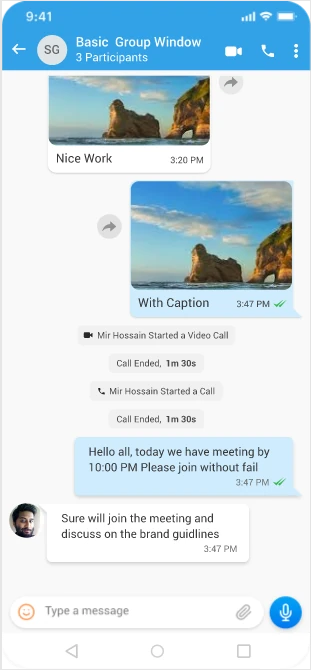 9:41
SG
Basic Group Window
3 Participants
Nice Work
3:20 PM
With Caption
3:47 PM
Mir Hossain Started a Video Call
Call Ended, 1m 30s
Mir Hossain Started a Call
Call Ended, 1m 30s
Hello all, today we have meeting by
10:00 PM Please join without fail
3:47 PM
Sure will join the meeting and
discuss on the brand guidlines
3:47 PM
Type a message